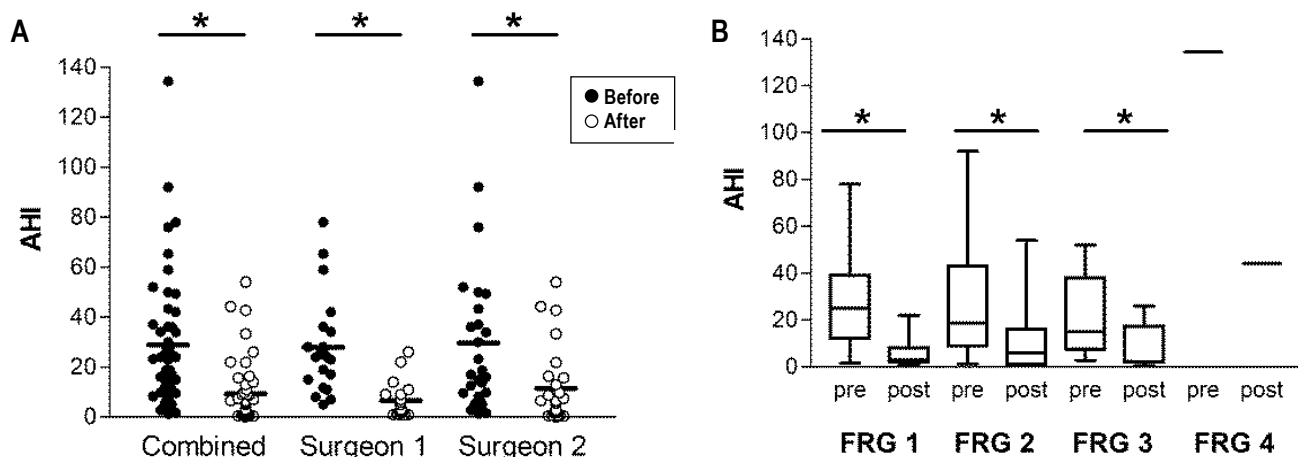 A
* * *
140
120
100
80
60
40
20
0
AHI
Before
After
Combined Surgeon 1 Surgeon 2
B
140
120
100
80
60
40
20
0
AHI
* * *
pre post pre post pre post pre post
FRG 1 FRG 2 FRG 3 FRG 4